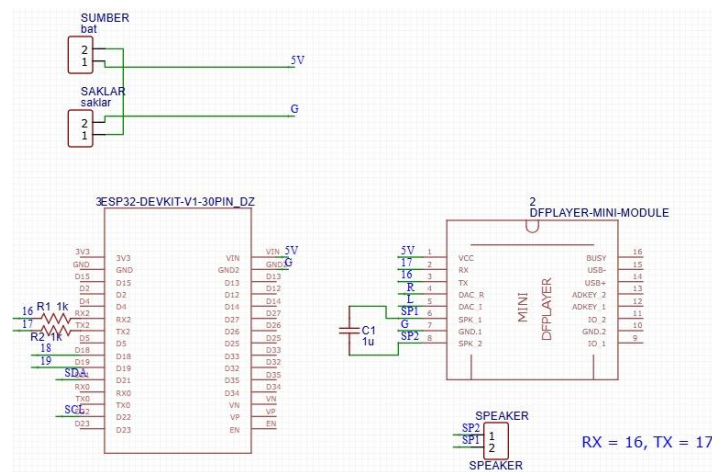 SUMBER
bat
2
1
5V
SAKLAR
saklar
2
1
G
3ESP32-DEVKIT-V1-30PIN_DZ
3V3 3V3 VIN VIN 5V
GND GND GND2 GND2 G
D15 D15 D13 D13
D2 D2 D12 D12
D4 D4 D14 D14
R1 1k
16 RX2 RX2 D27 D27
17 TX2 TX2 D26 D26
R2 1k
D5 D5 D25 D25
18 D18 D18 D33 D33
19 D19 D19 D32 D32
SDA D21 D35 D35
RX0 RX0 D34 D34
TX0 TX0 VN VN
SCL D22 VP VP
D23 D23 EN EN
2
DFPLAYER-MINI-MODULE
5V 1 VCC BUSY 16
17 2 RX USB- 15
16 3 TX USB+ 14
R 4 DAC_R ADKEY_2 13
L 5 DAC_I ADKEY_1 12
SP1 6 SPK_1 IO_2 11
G 7 GND.1 GND.2 10
SP2 8 SPK_2 IO_1 9
MINI
DFPLAYER
C1
1u
SPEAKER
SP2 1
SP1 2
SPEAKER
RX = 16, TX = 17